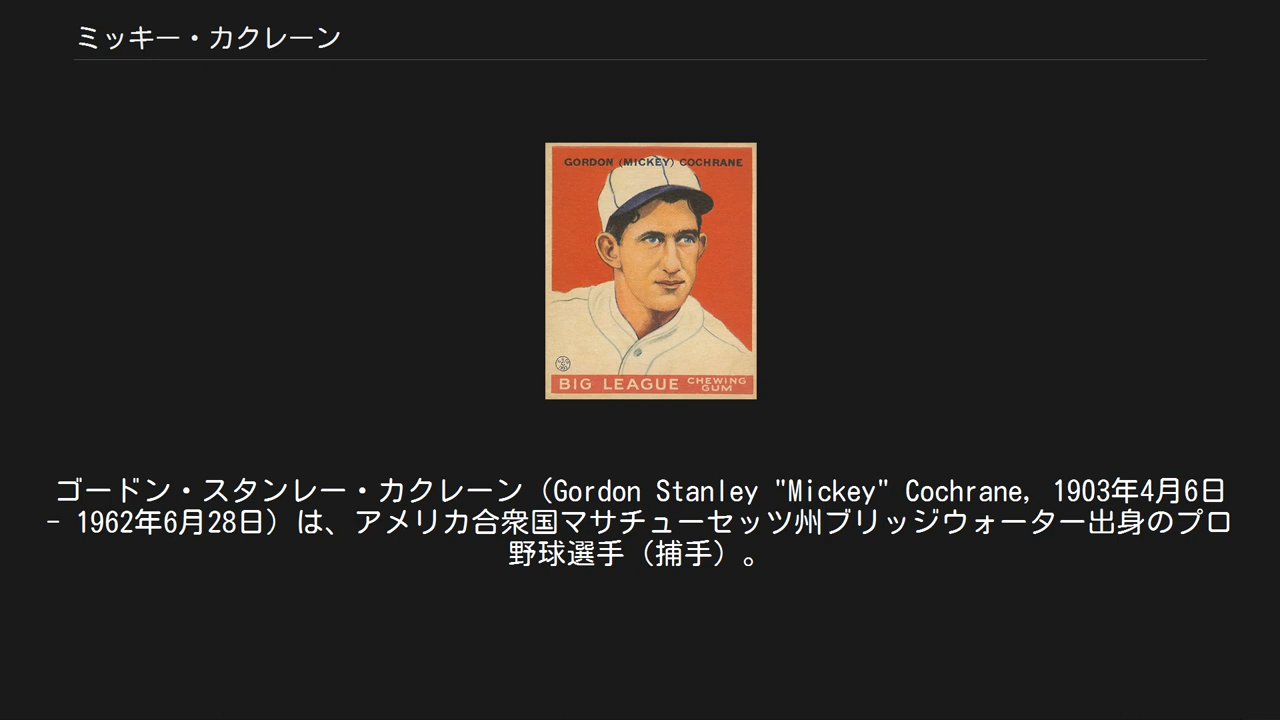 ミッキー・カクレーン
GORDON (MICKEY) COCHRANE
BIG LEAGUE CHEWING GUM
ゴードン・スタンレー・カクレーン（Gordon Stanley "Mickey" Cochrane, 1903年4月6日
- 1962年6月28日）は、アメリカ合衆国マサチューセッツ州ブリッジウォーター出身のプロ
野球選手（捕手）。